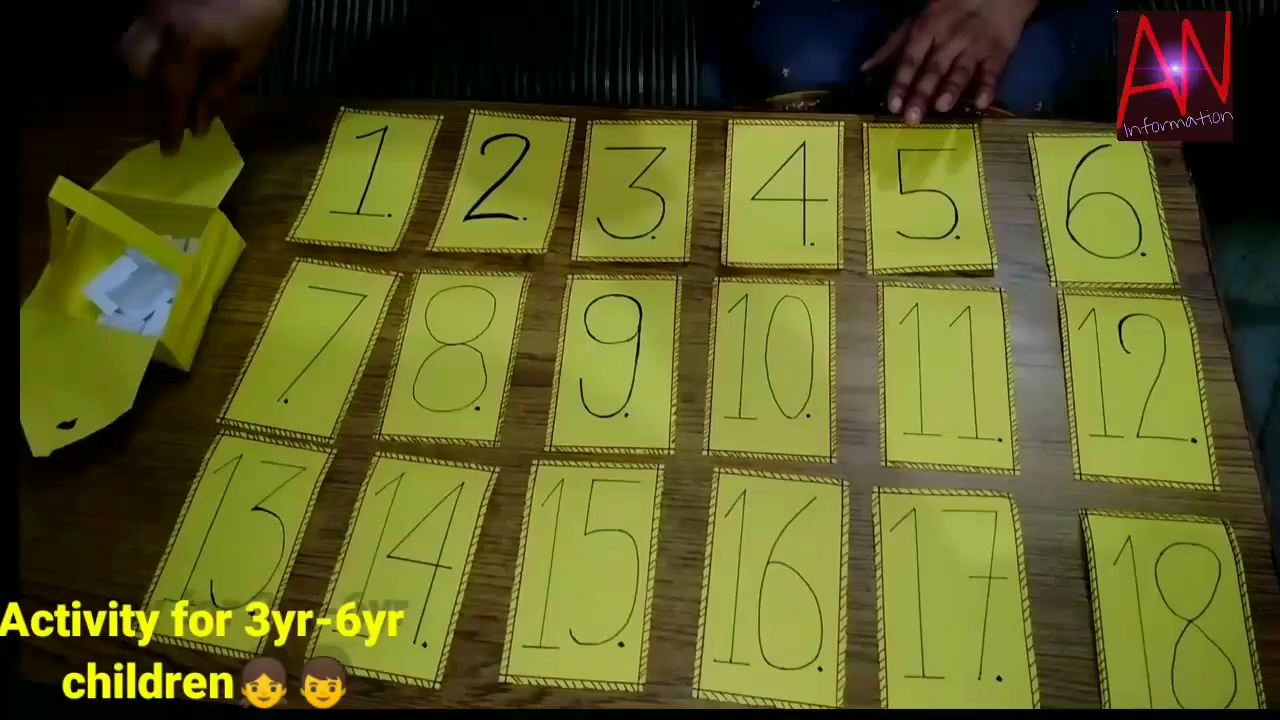 AN
Information
1. 2. 3. 4. 5. 6.
7. 8. 9. 10. 11. 12.
13. 14. 15. 16. 17. 18
Activity for 3yr-6yr
children👧👦